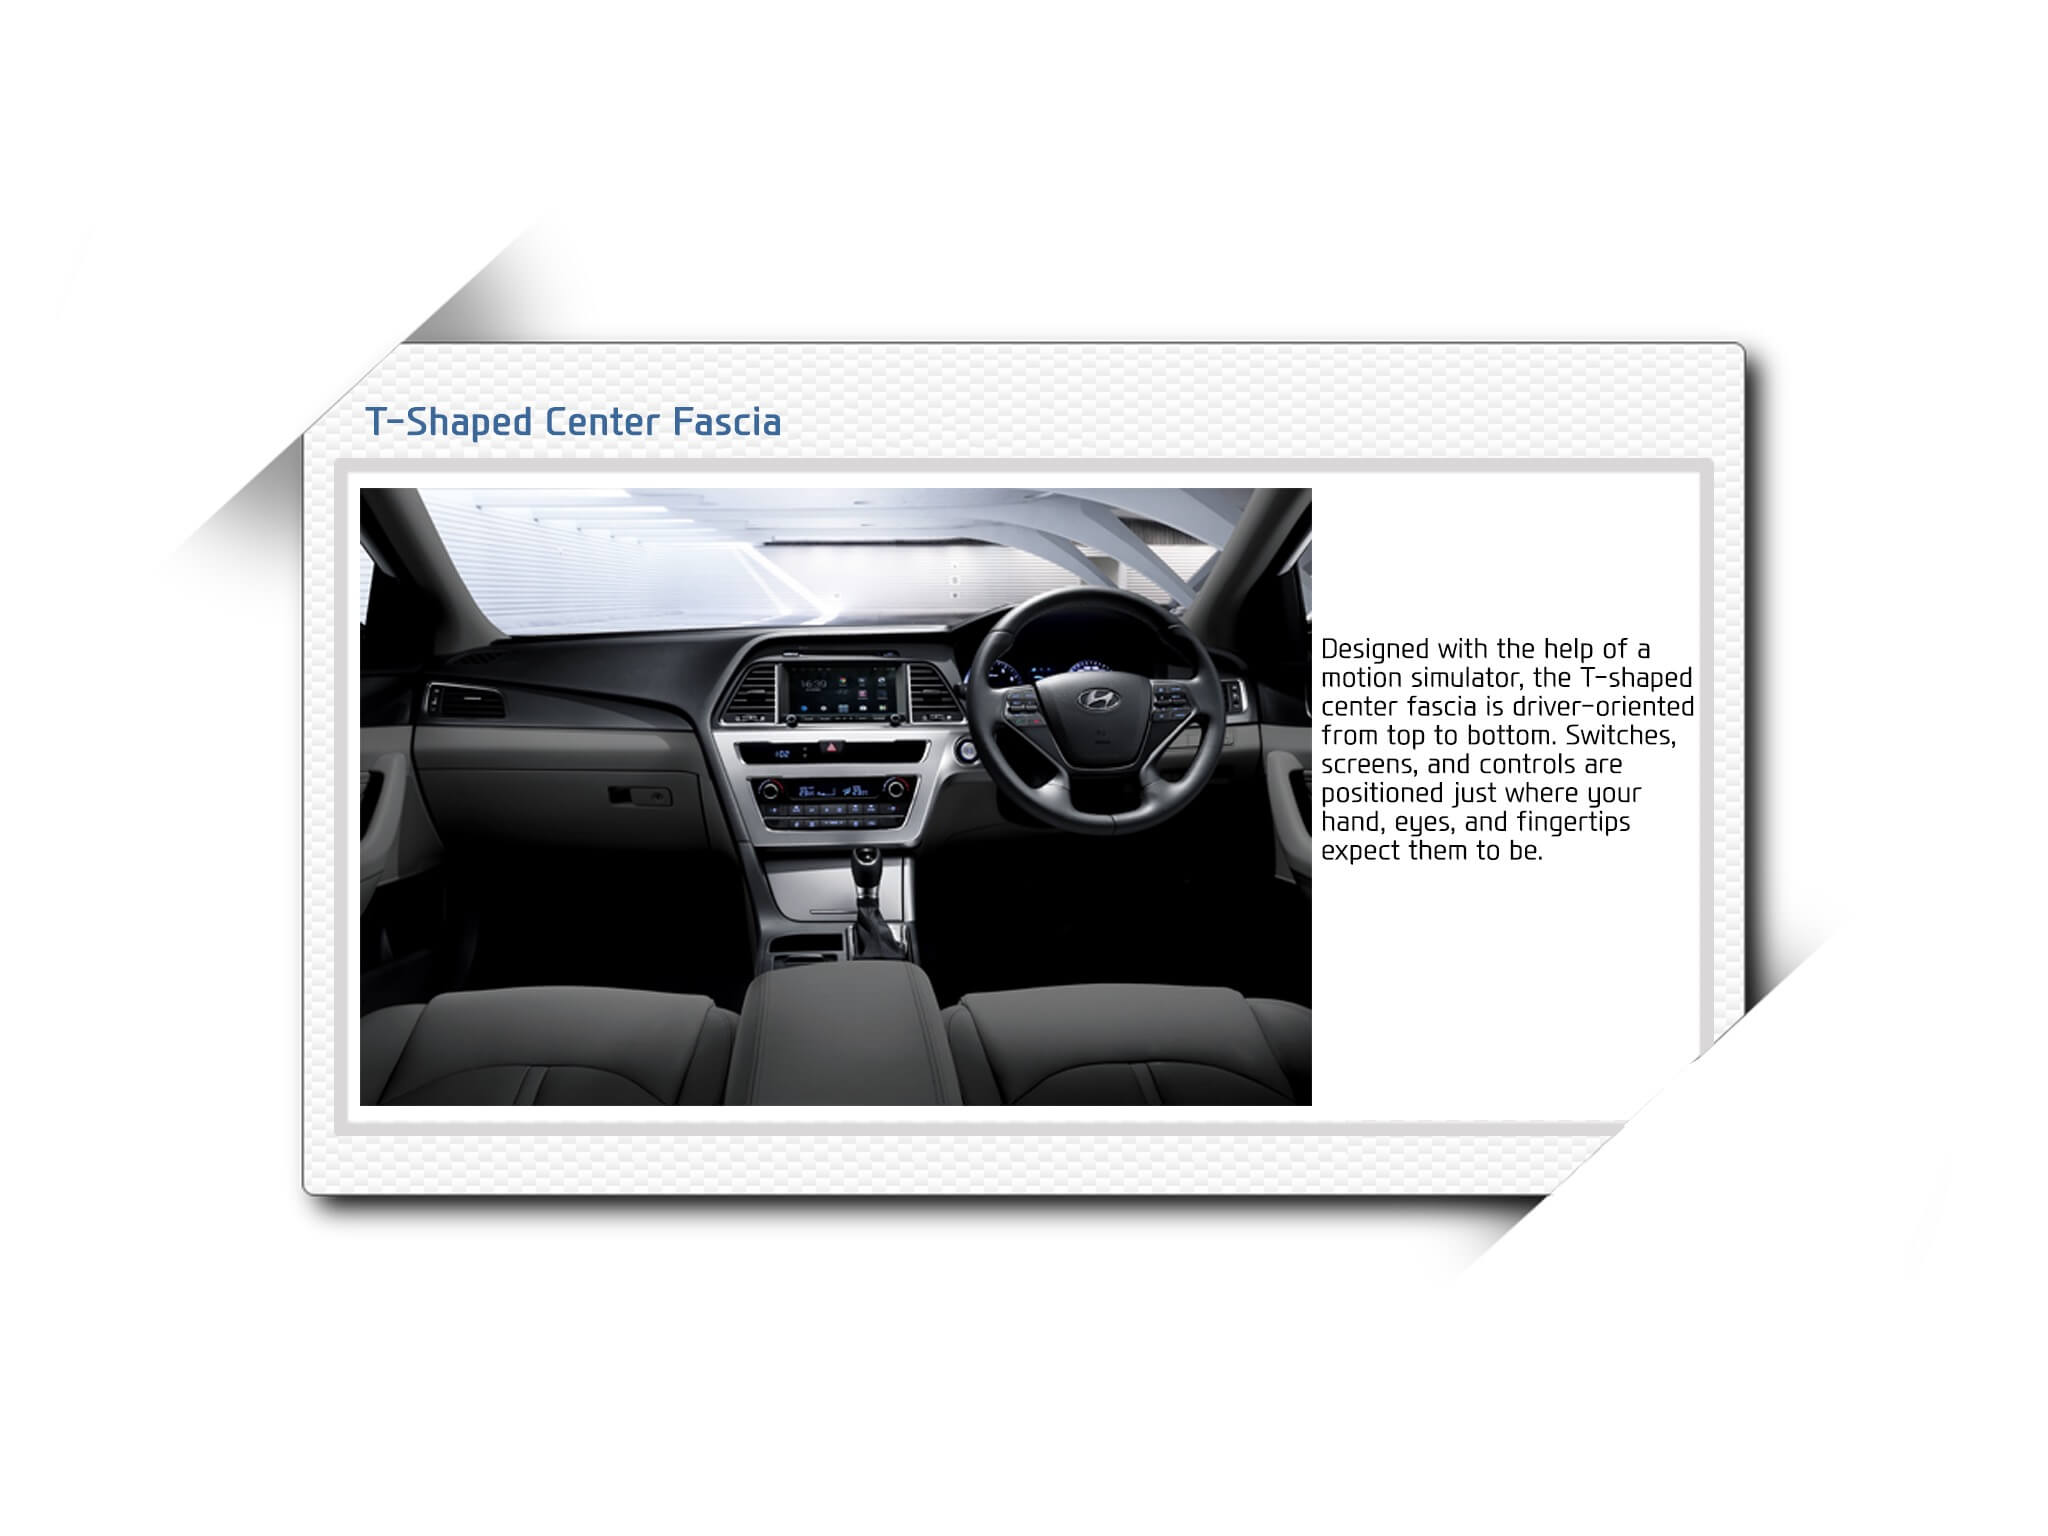 T-Shaped Center Fascia
16:39
Designed with the help of a
motion simulator, the T-shaped
center fascia is driver-oriented
from top to bottom. Switches,
screens, and controls are
positioned just where your
hand, eyes, and fingertips
expect them to be.